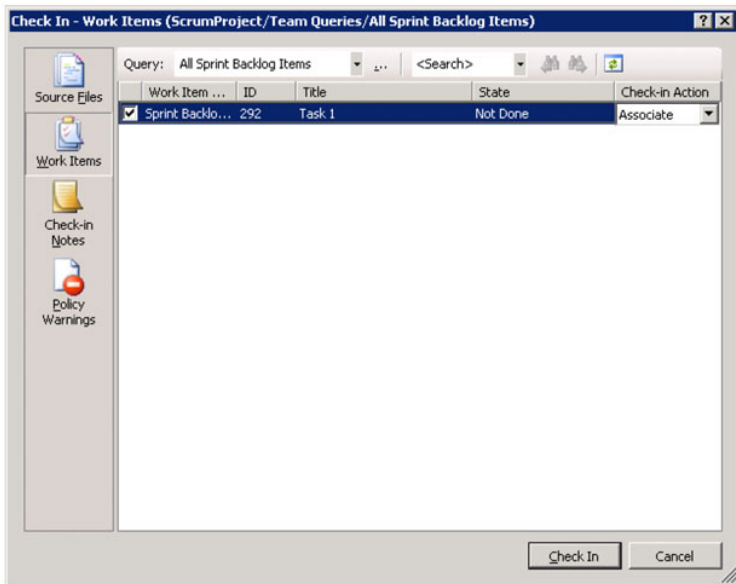 Check In - Work Items (ScrumProject/Team Queries/All Sprint Backlog Items)
Source Files
Work Items
Check-in
Notes
Policy
Warnings
Query: All Sprint Backlog Items ... <Search>
Work Item ... ID Title State Check-in Action
Sprint Backlo... 292 Task 1 Not Done Associate
Check In Cancel